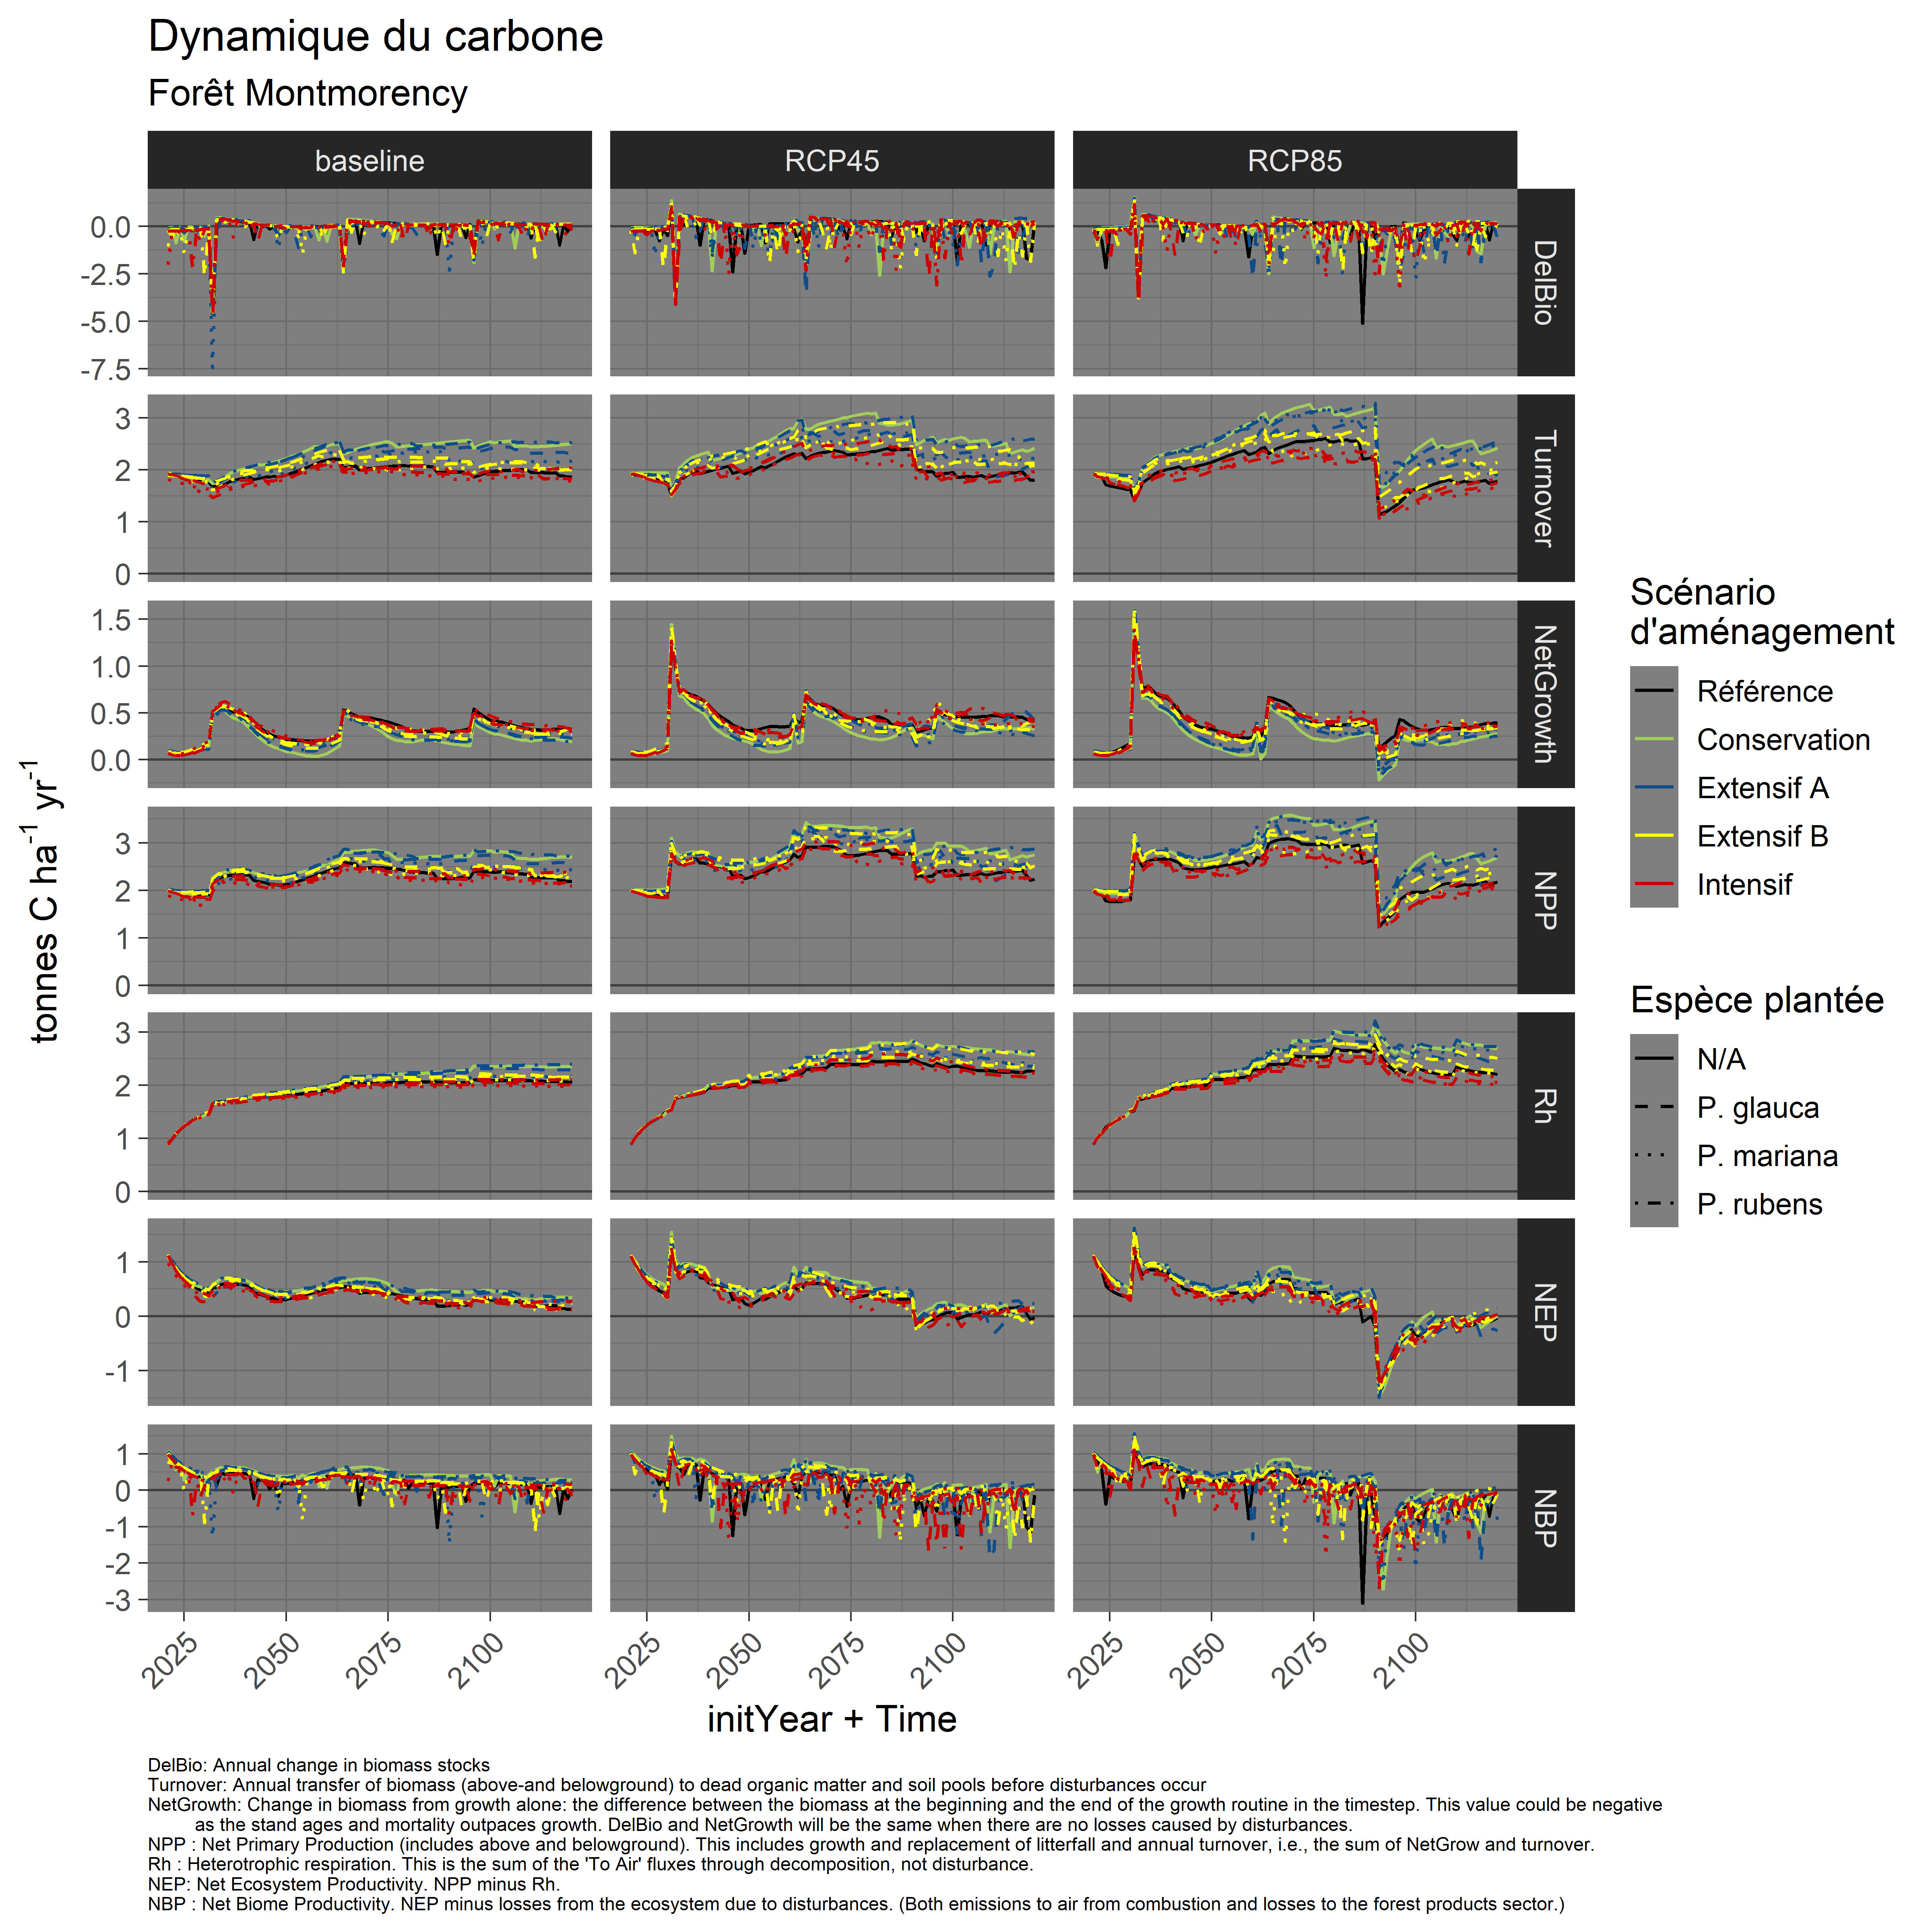 Dynamique du carbone
Forêt Montmorency
baseline
RCP45
RCP85
0.0
-2.5
-5.0
-7.5
DelBio
3
2
1
0
Turnover
1.5
1.0
0.5
0.0
NetGrowth
3
2
1
0
NPP
3
2
1
0
Rh
1
0
-1
NEP
1
0
-1
-2
-3
NBP
2025
2050
2075
2100
2025
2050
2075
2100
2025
2050
2075
2100
tonnes C ha-1 yr-1
initYear + Time
Scénario
d'aménagement
Référence
Conservation
Extensif A
Extensif B
Intensif
Espèce plantée
N/A
P. glauca
P. mariana
P. rubens
DelBio: Annual change in biomass stocks
Turnover: Annual transfer of biomass (above-and belowground) to dead organic matter and soil pools before disturbances occur
NetGrowth: Change in biomass from growth alone: the difference between the biomass at the beginning and the end of the growth routine in the timestep. This value could be negative
as the stand ages and mortality outpaces growth. DelBio and NetGrowth will be the same when there are no losses caused by disturbances.
NPP : Net Primary Production (includes above and belowground). This includes growth and replacement of litterfall and annual turnover, i.e., the sum of NetGrow and turnover.
Rh : Heterotrophic respiration. This is the sum of the 'To Air' fluxes through decomposition, not disturbance.
NEP: Net Ecosystem Productivity. NPP minus Rh.
NBP : Net Biome Productivity. NEP minus losses from the ecosystem due to disturbances. (Both emissions to air from combustion and losses to the forest products sector.)